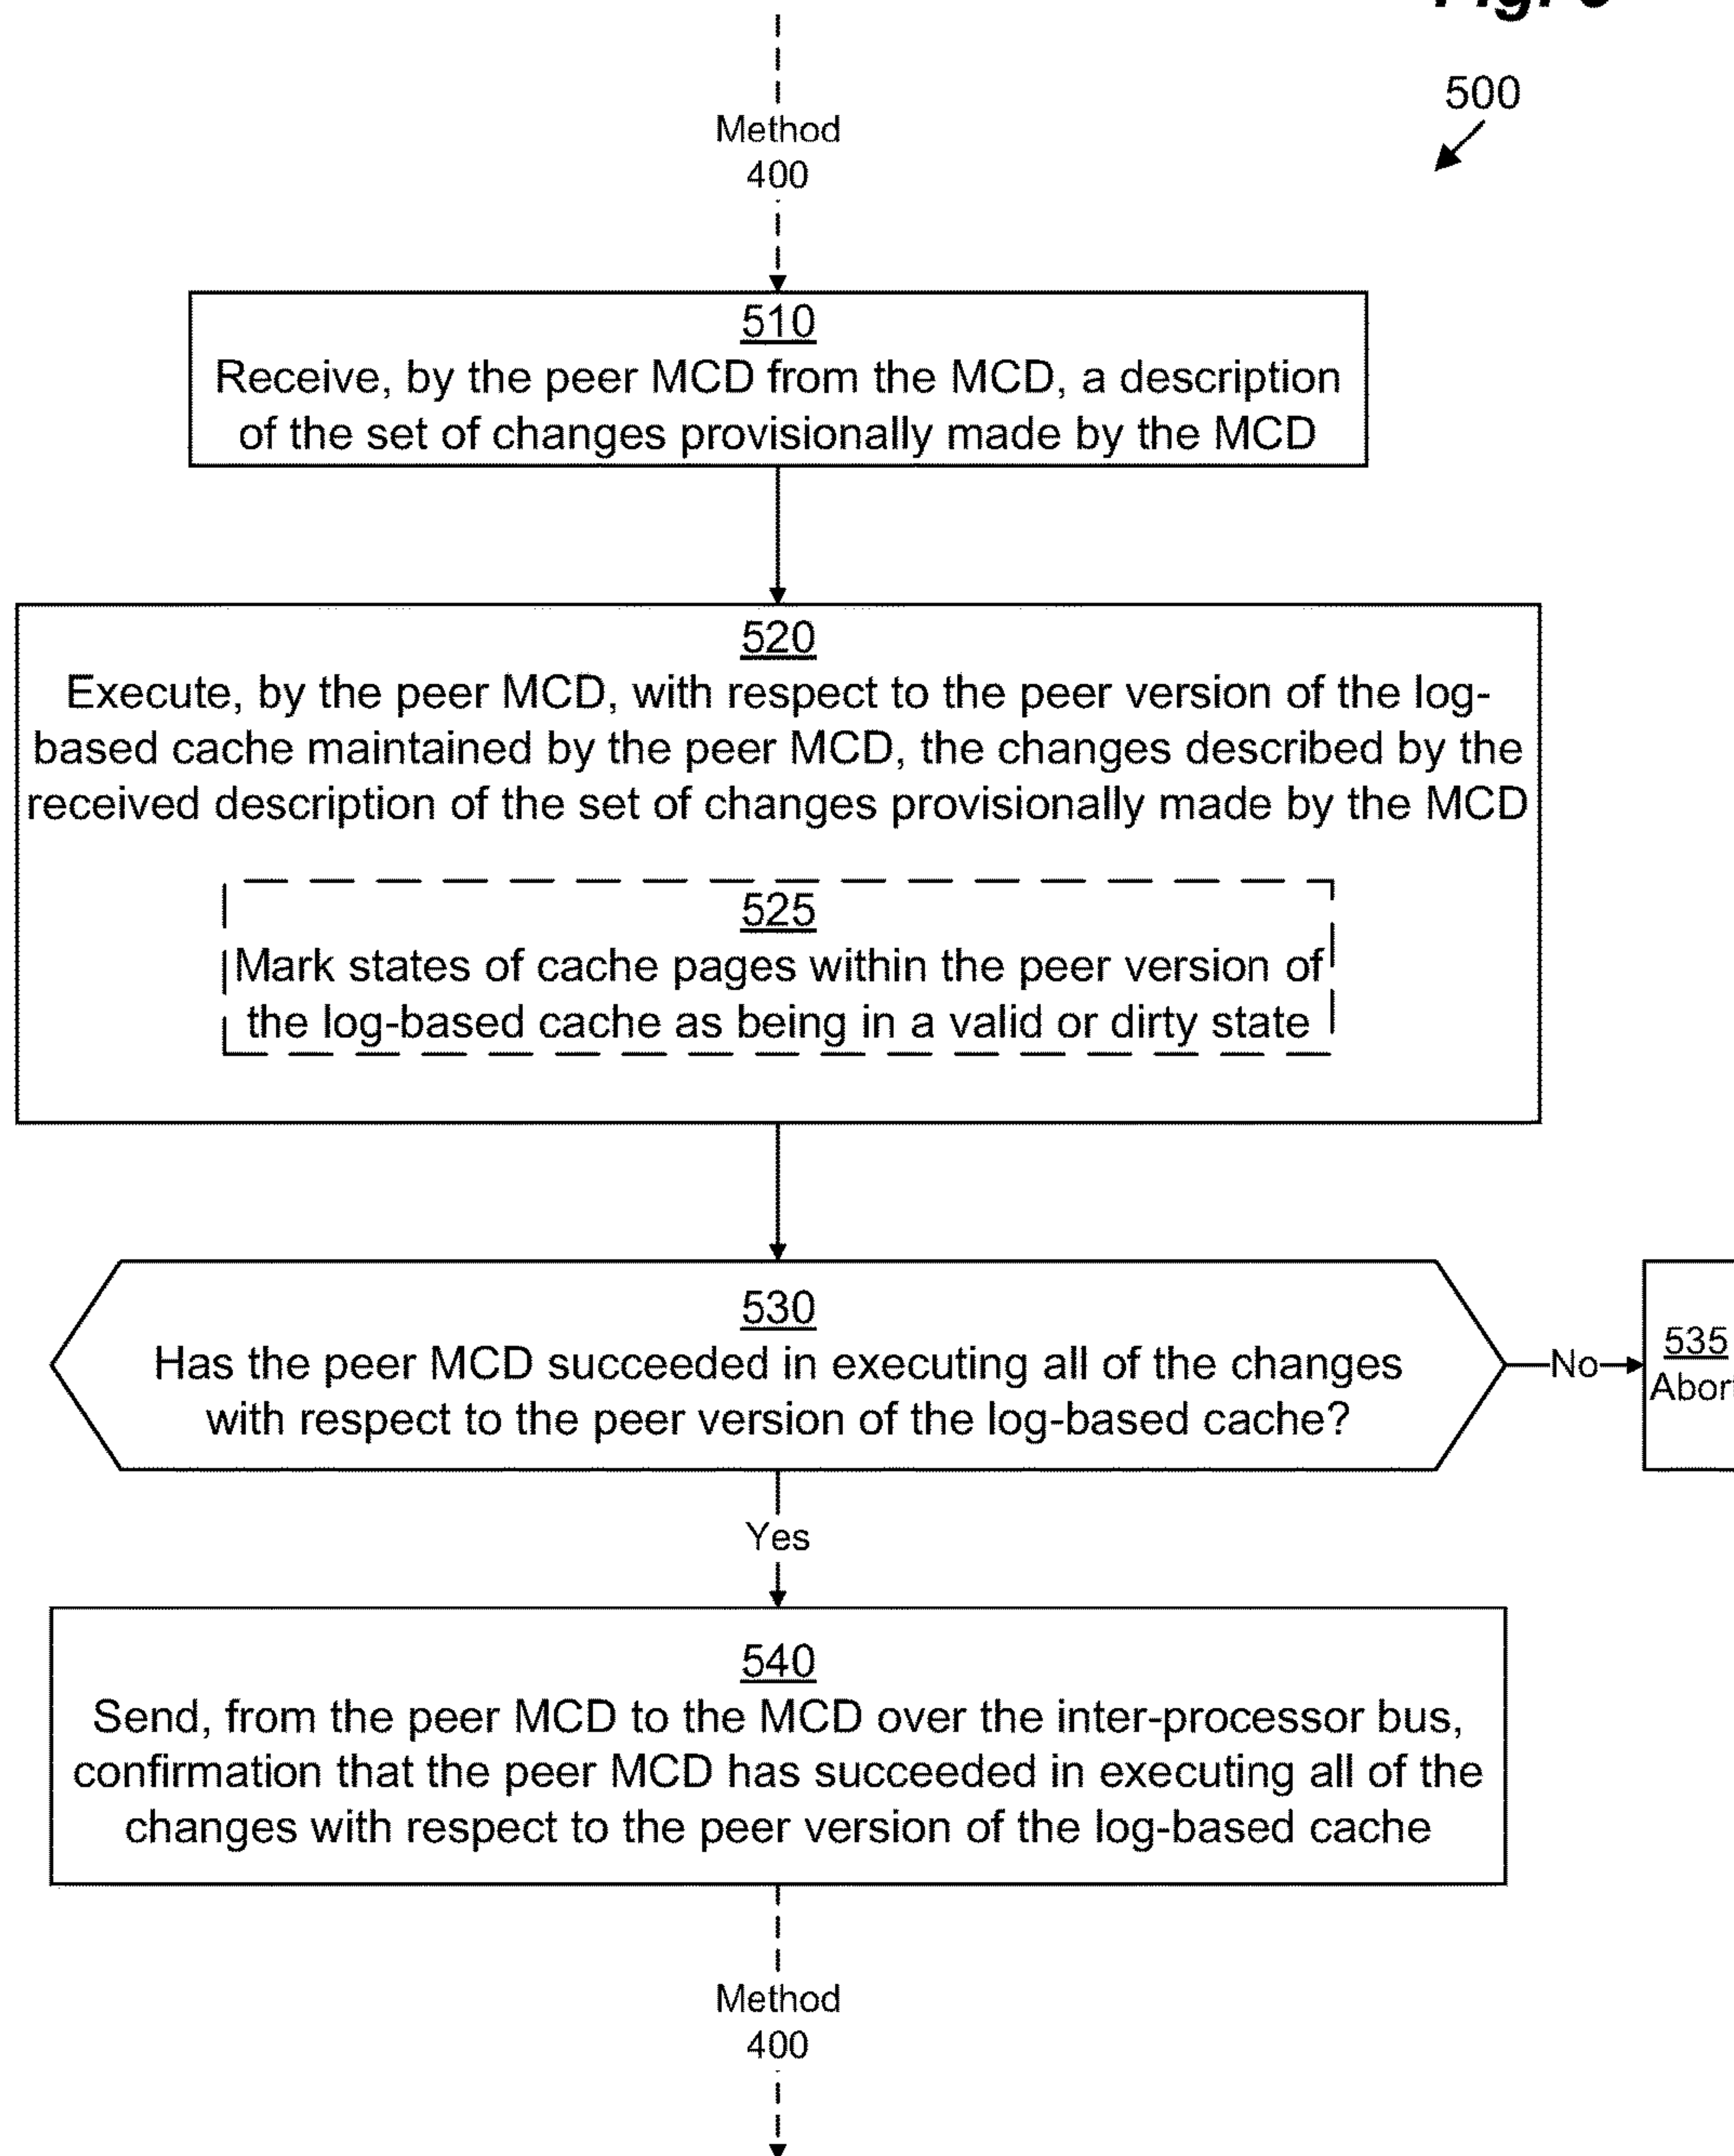 500
Method
400
510
Receive, by the peer MCD from the MCD, a description
of the set of changes provisionally made by the MCD
520
Execute, by the peer MCD, with respect to the peer version of the log-
based cache maintained by the peer MCD, the changes described by the
received description of the set of changes provisionally made by the MCD
525
Mark states of cache pages within the peer version of
the log-based cache as being in a valid or dirty state
530
Has the peer MCD succeeded in executing all of the changes
with respect to the peer version of the log-based cache?
No
535
Abort
Yes
540
Send, from the peer MCD to the MCD over the inter-processor bus,
confirmation that the peer MCD has succeeded in executing all of the
changes with respect to the peer version of the log-based cache
Method
400